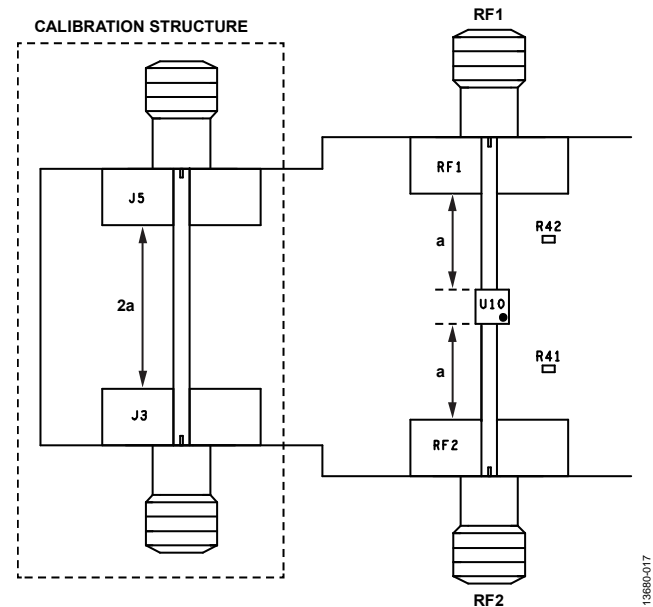 CALIBRATION STRUCTURE
RF1
J5
RF1
a
R42
2a
U10
a
R41
J3
RF2
RF2
13680-017